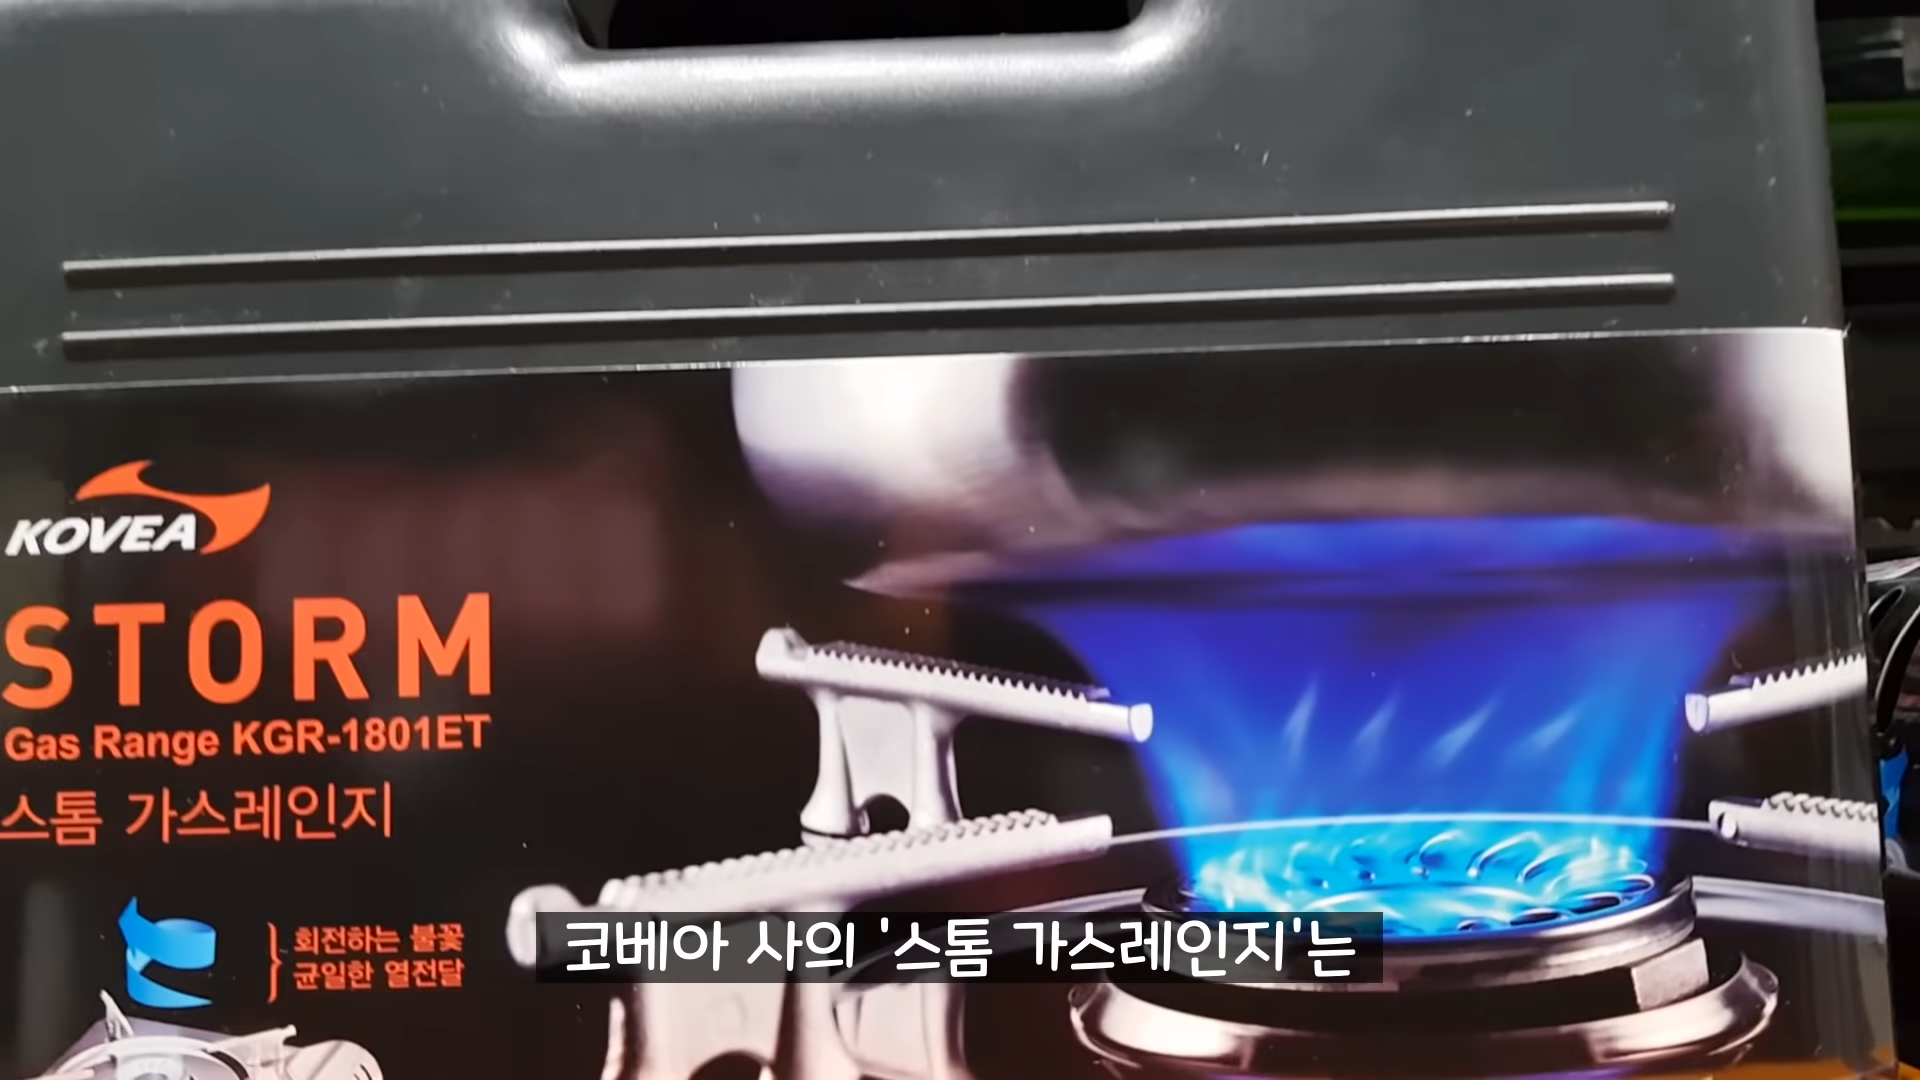 KOVEA
STORM
Gas Range KGR-1801ET
스톰 가스레인지
회전하는 불꽃
균일한 열전달
코베아 사의 '스톰 가스레인지'는